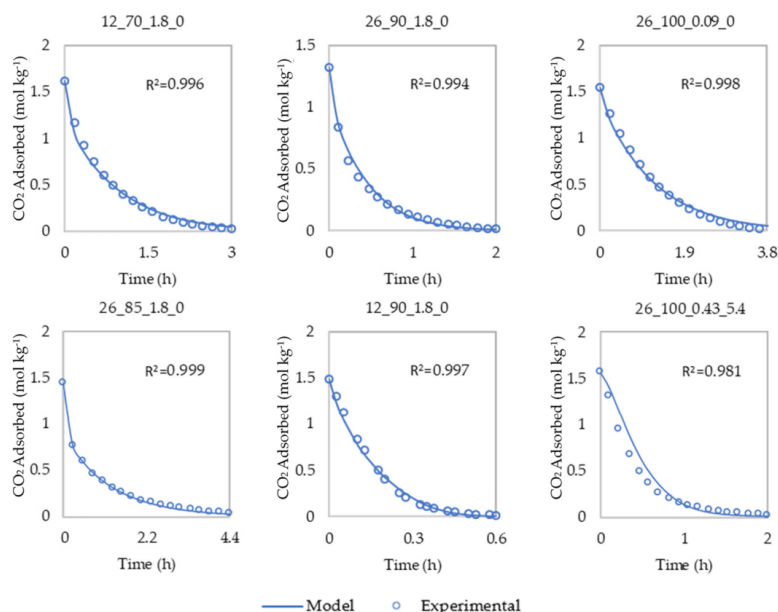 12_70_1.8_0
2
1.5
1
0.5
0
CO₂ Adsorbed (mol kg⁻¹)
R²=0.996
0 1.5 3
Time (h)
26_90_1.8_0
1.5
1
0.5
0
CO₂ Adsorbed (mol kg⁻¹)
R²=0.994
0 1 2
Time (h)
26_100_0.09_0
2
1.5
1
0.5
0
CO₂ Adsorbed (mol kg⁻¹)
R²=0.998
0 1.9 3.8
Time (h)
26_85_1.8_0
2
1.5
1
0.5
0
CO₂ Adsorbed (mol kg⁻¹)
R²=0.999
0 2.2 4.4
Time (h)
12_90_1.8_0
2
1.5
1
0.5
0
CO₂ Adsorbed (mol kg⁻¹)
R²=0.997
0 0.3 0.6
Time (h)
26_100_0.43_5.4
2
1.5
1
0.5
0
CO₂ Adsorbed (mol kg⁻¹)
R²=0.981
0 1 2
Time (h)
Model Experimental